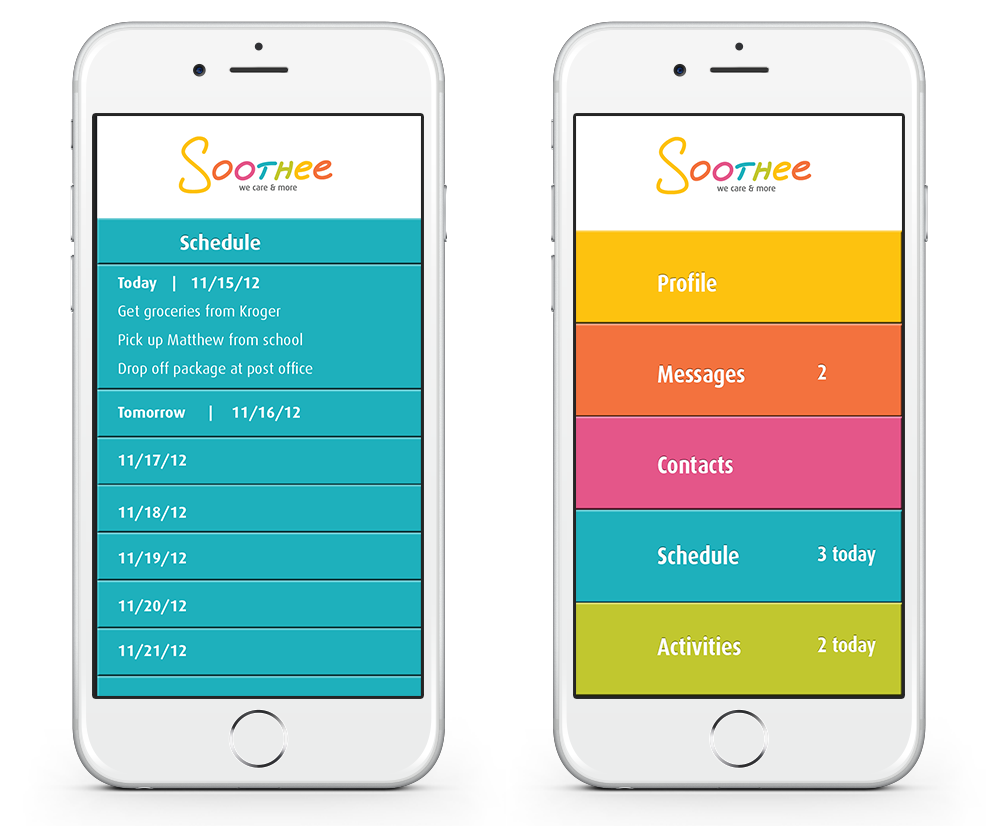 SOOTHEE
we care & more
Schedule
Today | 11/15/12
Get groceries from Kroger
Pick up Matthew from school
Drop off package at post office
Tomorrow | 11/16/12
11/17/12
11/18/12
11/19/12
11/20/12
11/21/12
SOOTHEE
we care & more
Profile
Messages 2
Contacts
Schedule 3 today
Activities 2 today